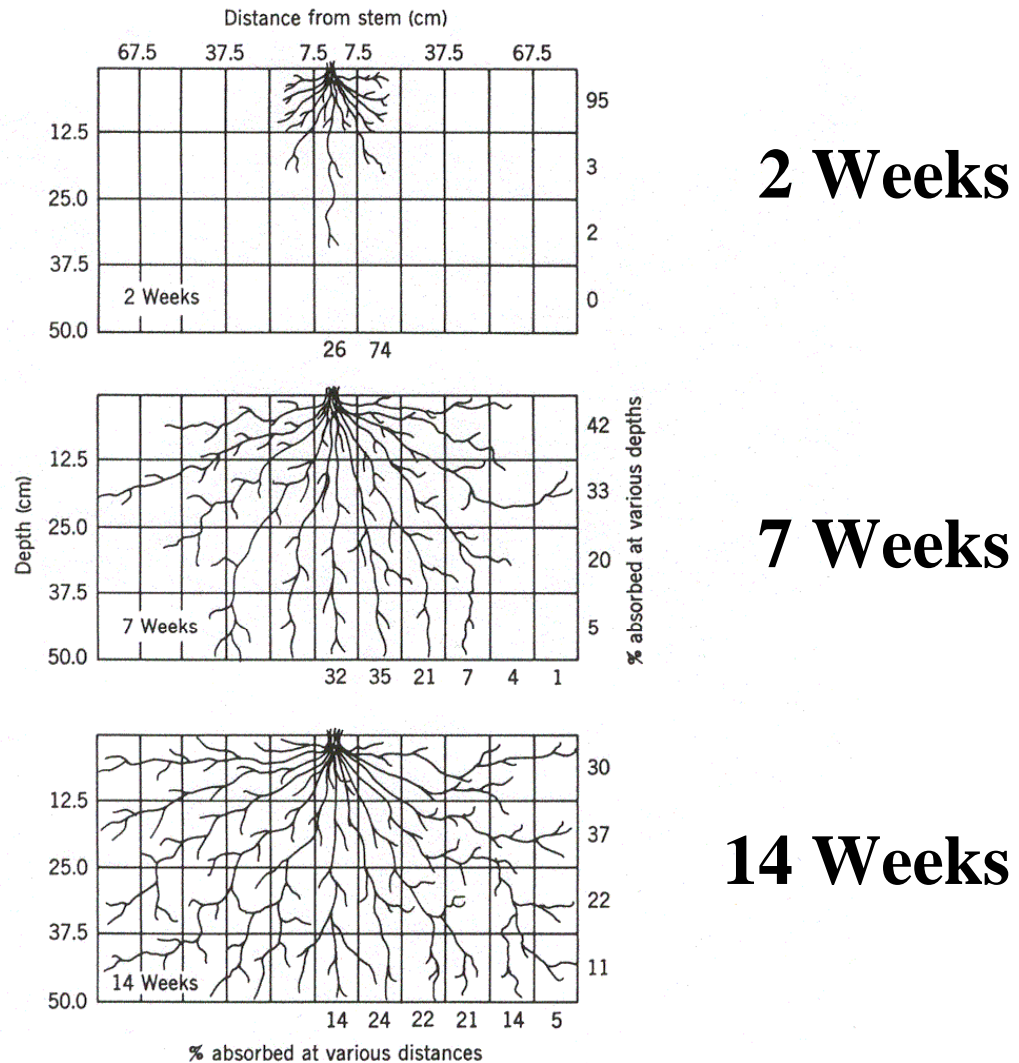 Distance from stem (cm)
67.5 37.5 7.5 7.5 37.5 67.5
95
12.5
3
25.0
2
37.5
2 Weeks
0
50.0
26 74
2 Weeks
42
12.5
33
25.0
20
37.5
7 Weeks
5
50.0
32 35 21 7 4 1
Depth (cm)
% absorbed at various depths
7 Weeks
30
12.5
37
25.0
22
37.5
11
14 Weeks
50.0
14 24 22 21 14 5
% absorbed at various distances
14 Weeks